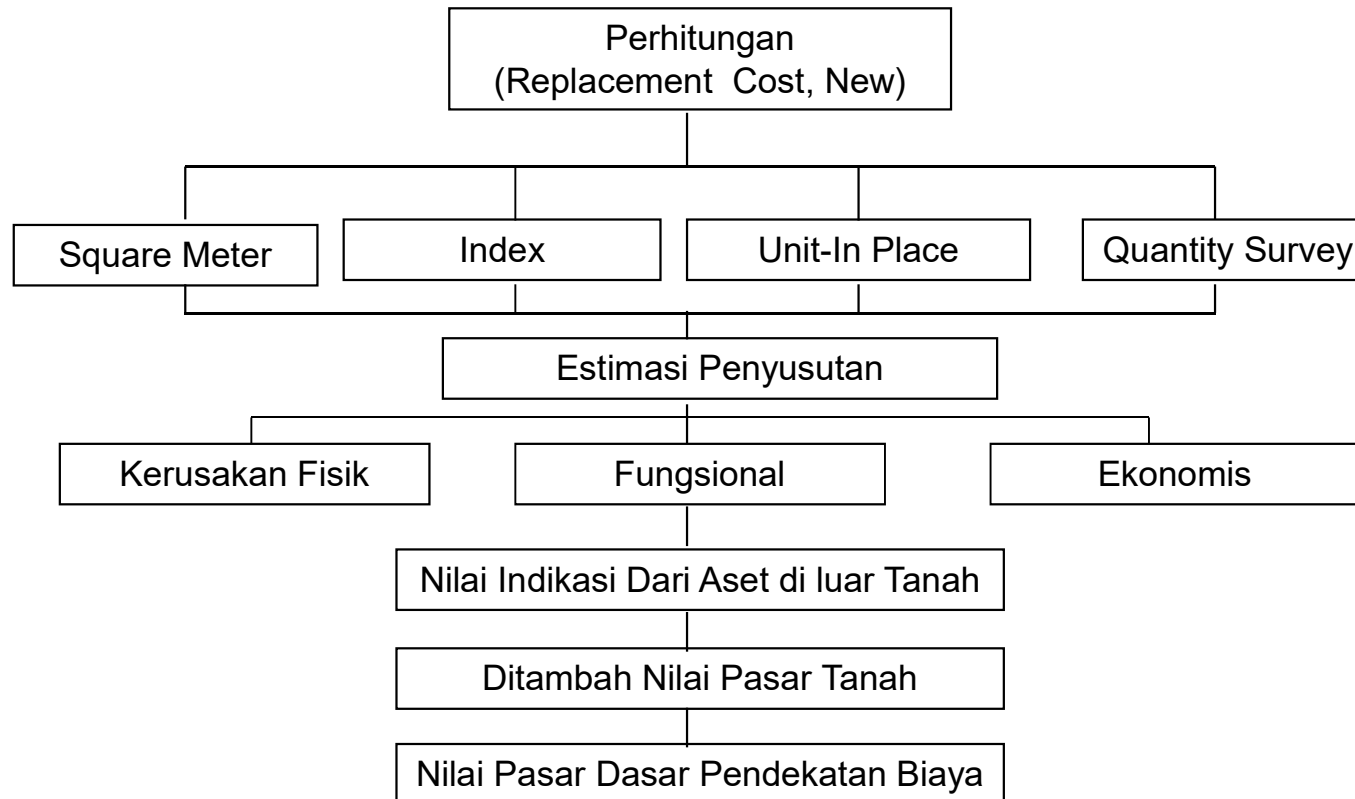 Perhitungan
(Replacement Cost, New)
Square Meter
Index
Unit-In Place
Quantity Survey
Estimasi Penyusutan
Kerusakan Fisik
Fungsional
Ekonomis
Nilai Indikasi Dari Aset di luar Tanah
Ditambah Nilai Pasar Tanah
Nilai Pasar Dasar Pendekatan Biaya